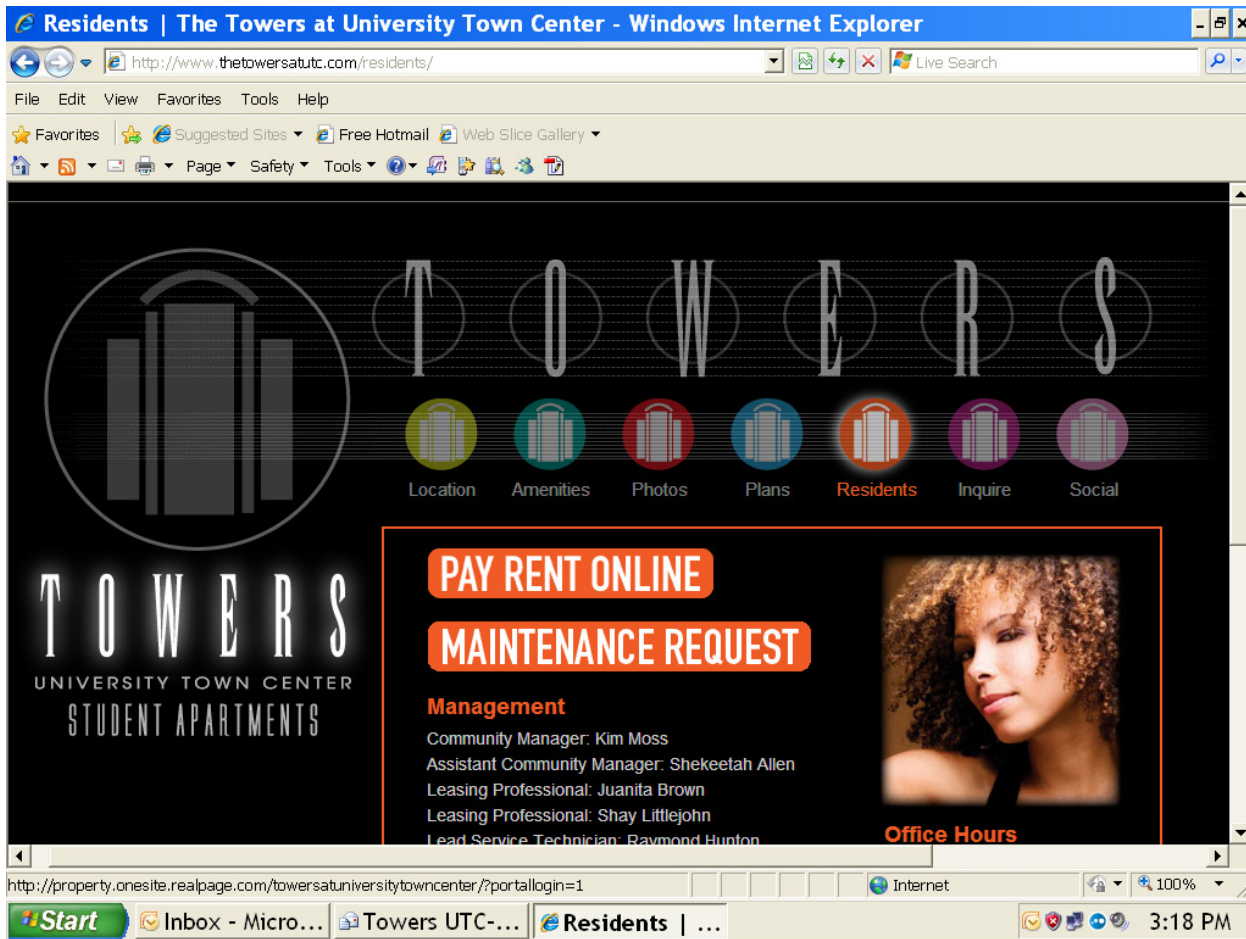 Residents | The Towers at University Town Center - Windows Internet Explorer
http://www.thetowersatutc.com/residents/
Live Search
File Edit View Favorites Tools Help
Favorites Suggested Sites Free Hotmail Web Slice Gallery
Page Safety Tools
TOWERS
Location Amenities Photos Plans Residents Inquire Social
TOWERS
UNIVERSITY TOWN CENTER
STUDENT APARTMENTS
PAY RENT ONLINE
MAINTENANCE REQUEST
Management
Community Manager: Kim Moss
Assistant Community Manager: Shekeetah Allen
Leasing Professional: Juanita Brown
Leasing Professional: Shay Littlejohn
Lead Service Technician: Raymond Hunton
Office Hours
http://property.onesite.realpage.com/towersatuniversitytowncenter/?portallogin=1
Internet
100%
Start
Inbox - Micro...
Towers UTC-...
Residents | ...
3:18 PM